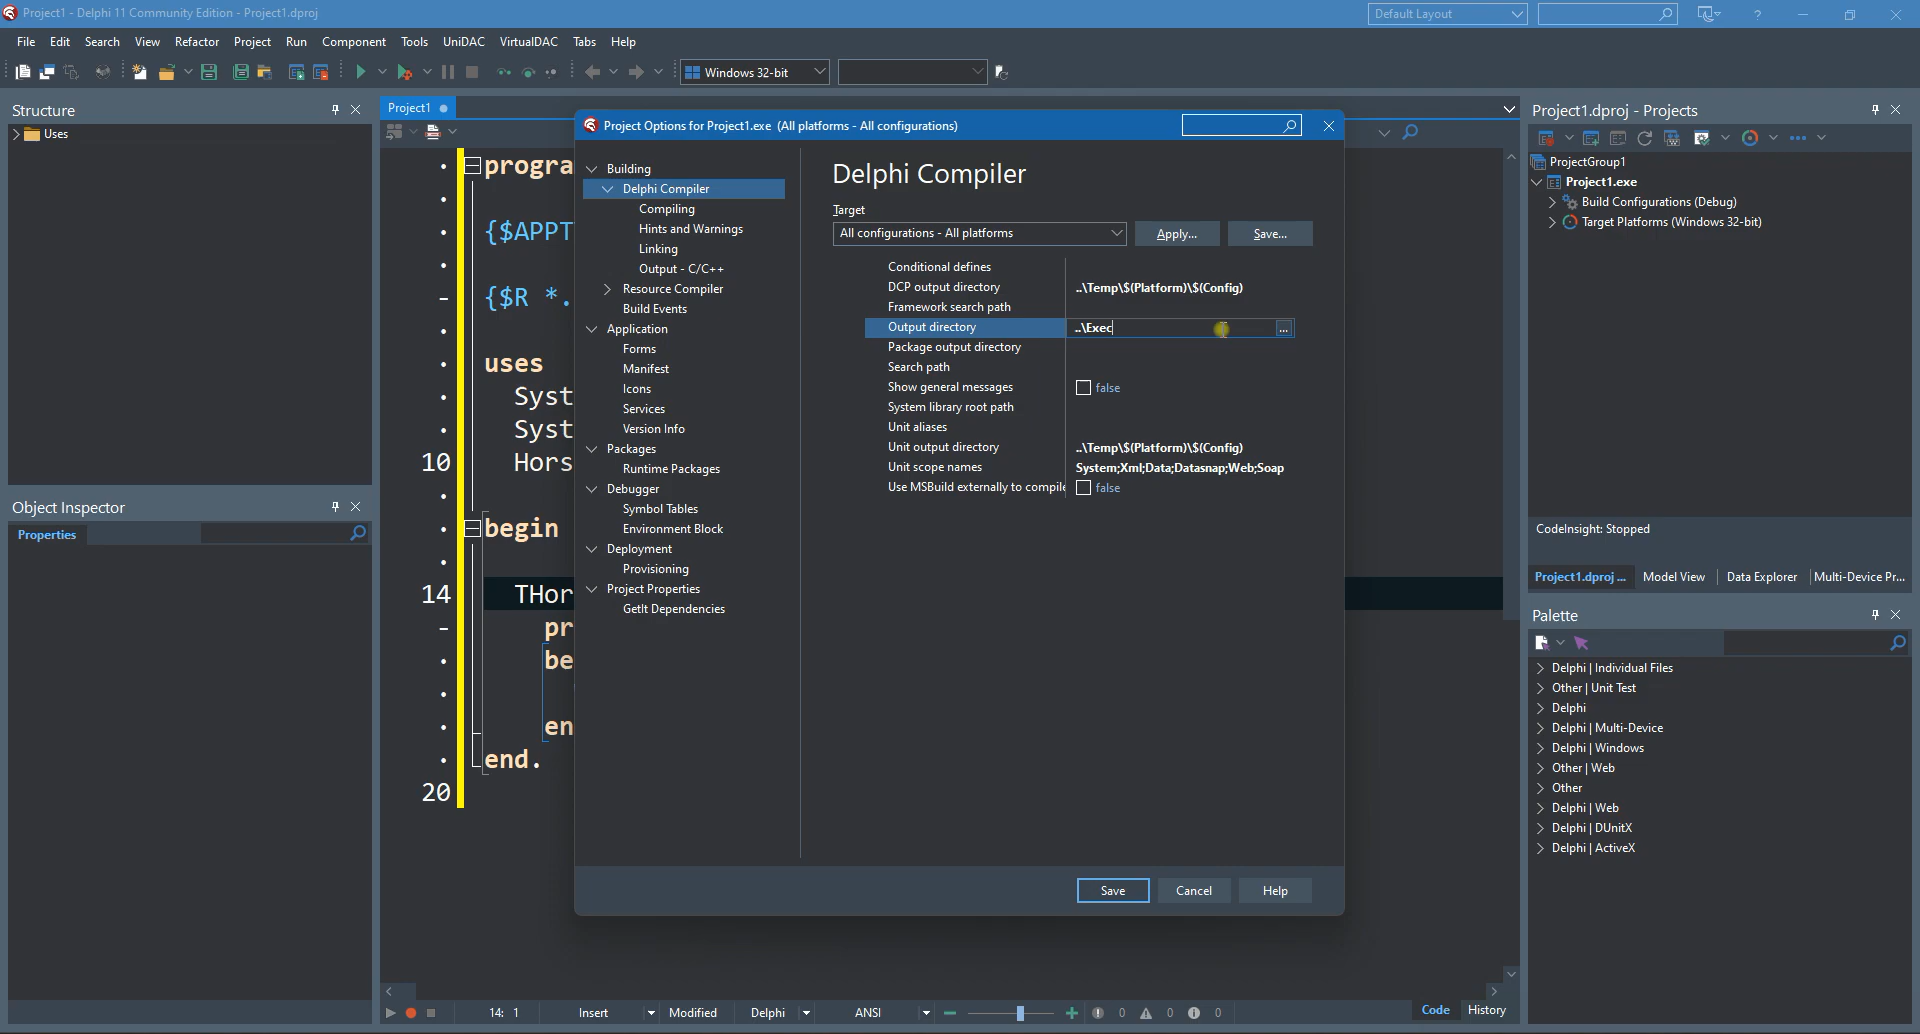 Project1 - Delphi 11 Community Edition - Project1.dproj
Default Layout
?
File Edit Search View Refactor Project Run Component Tools UniDAC VirtualDAC Tabs Help
Windows 32-bit
Structure
Uses
Object Inspector
Properties
Project1
progra
{$APPT
{$R *.
uses
Syst
Syst
10 Hors
begin
14 THor
pr
be
en
end.
20
Project Options for Project1.exe (All platforms - All configurations)
Building
Delphi Compiler
Compiling
Hints and Warnings
Linking
Output - C/C++
Resource Compiler
Build Events
Application
Forms
Manifest
Icons
Services
Version Info
Packages
Runtime Packages
Debugger
Symbol Tables
Environment Block
Deployment
Provisioning
Project Properties
GetIt Dependencies
Delphi Compiler
Target
All configurations - All platforms Apply... Save...
Conditional defines
DCP output directory ..\Temp\$(Platform)\$(Config)
Framework search path
Output directory ..\Exec ...
Package output directory
Search path
Show general messages false
System library root path
Unit aliases
Unit output directory ..\Temp\$(Platform)\$(Config)
Unit scope names System;Xml;Data;Datasnap;Web;Soap
Use MSBuild externally to compile false
Save Cancel Help
Project1.dproj - Projects
ProjectGroup1
Project1.exe
Build Configurations (Debug)
Target Platforms (Windows 32-bit)
CodeInsight: Stopped
Project1.dproj ... Model View Data Explorer Multi-Device Pr...
Palette
Delphi | Individual Files
Other | Unit Test
Delphi
Delphi | Multi-Device
Delphi | Windows
Other | Web
Other
Delphi | Web
Delphi | DUnitX
Delphi | ActiveX
14: 1 Insert Modified Delphi ANSI 0 0 0 Code History